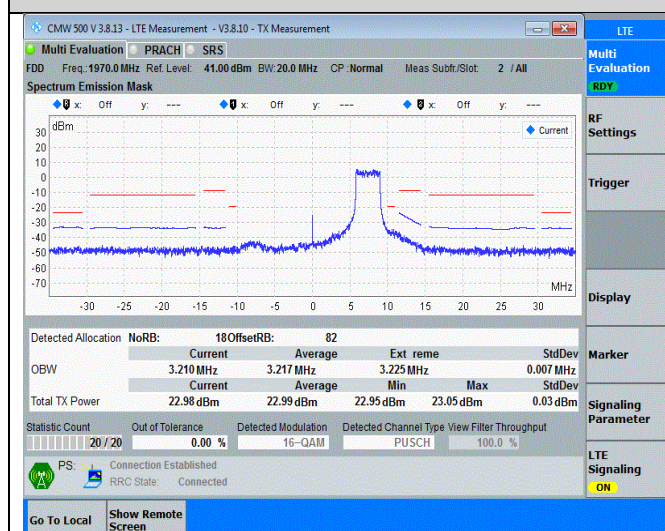 CMW 500 V 3.8.13 - LTE Measurement - V3.8.10 - TX Measurement
LTE
Multi Evaluation PRACH SRS
FDD Freq.:1970.0 MHz Ref. Level: 41.00 dBm BW:20.0 MHz CP :Normal Meas Subfr./Slot: 2 / All
Spectrum Emission Mask
x: Off y: --- x: Off y: --- x: Off y: ---
dBm
Current
30
20
10
0
-10
-20
-30
-40
-50
-60
-70
MHz
-30 -25 -20 -15 -10 -5 0 5 10 15 20 25 30
Detected Allocation NoRB: 18 OffsetRB: 82
Current Average Ext reme StdDev
OBW 3.210 MHz 3.217 MHz 3.225 MHz 0.007 MHz
Current Average Min Max StdDev
Total TX Power 22.98 dBm 22.99 dBm 22.95 dBm 23.05 dBm 0.03 dBm
Statistic Count Out of Tolerance Detected Modulation Detected Channel Type View Filter Throughput
20 / 20 0.00 % 16-QAM PUSCH 100.0 %
PS: Connection Established
RRC State: Connected
Multi
Evaluation
RDY
RF
Settings
Trigger
Display
Marker
Signaling
Parameter
LTE
Signaling
ON
Go To Local
Show Remote
Screen